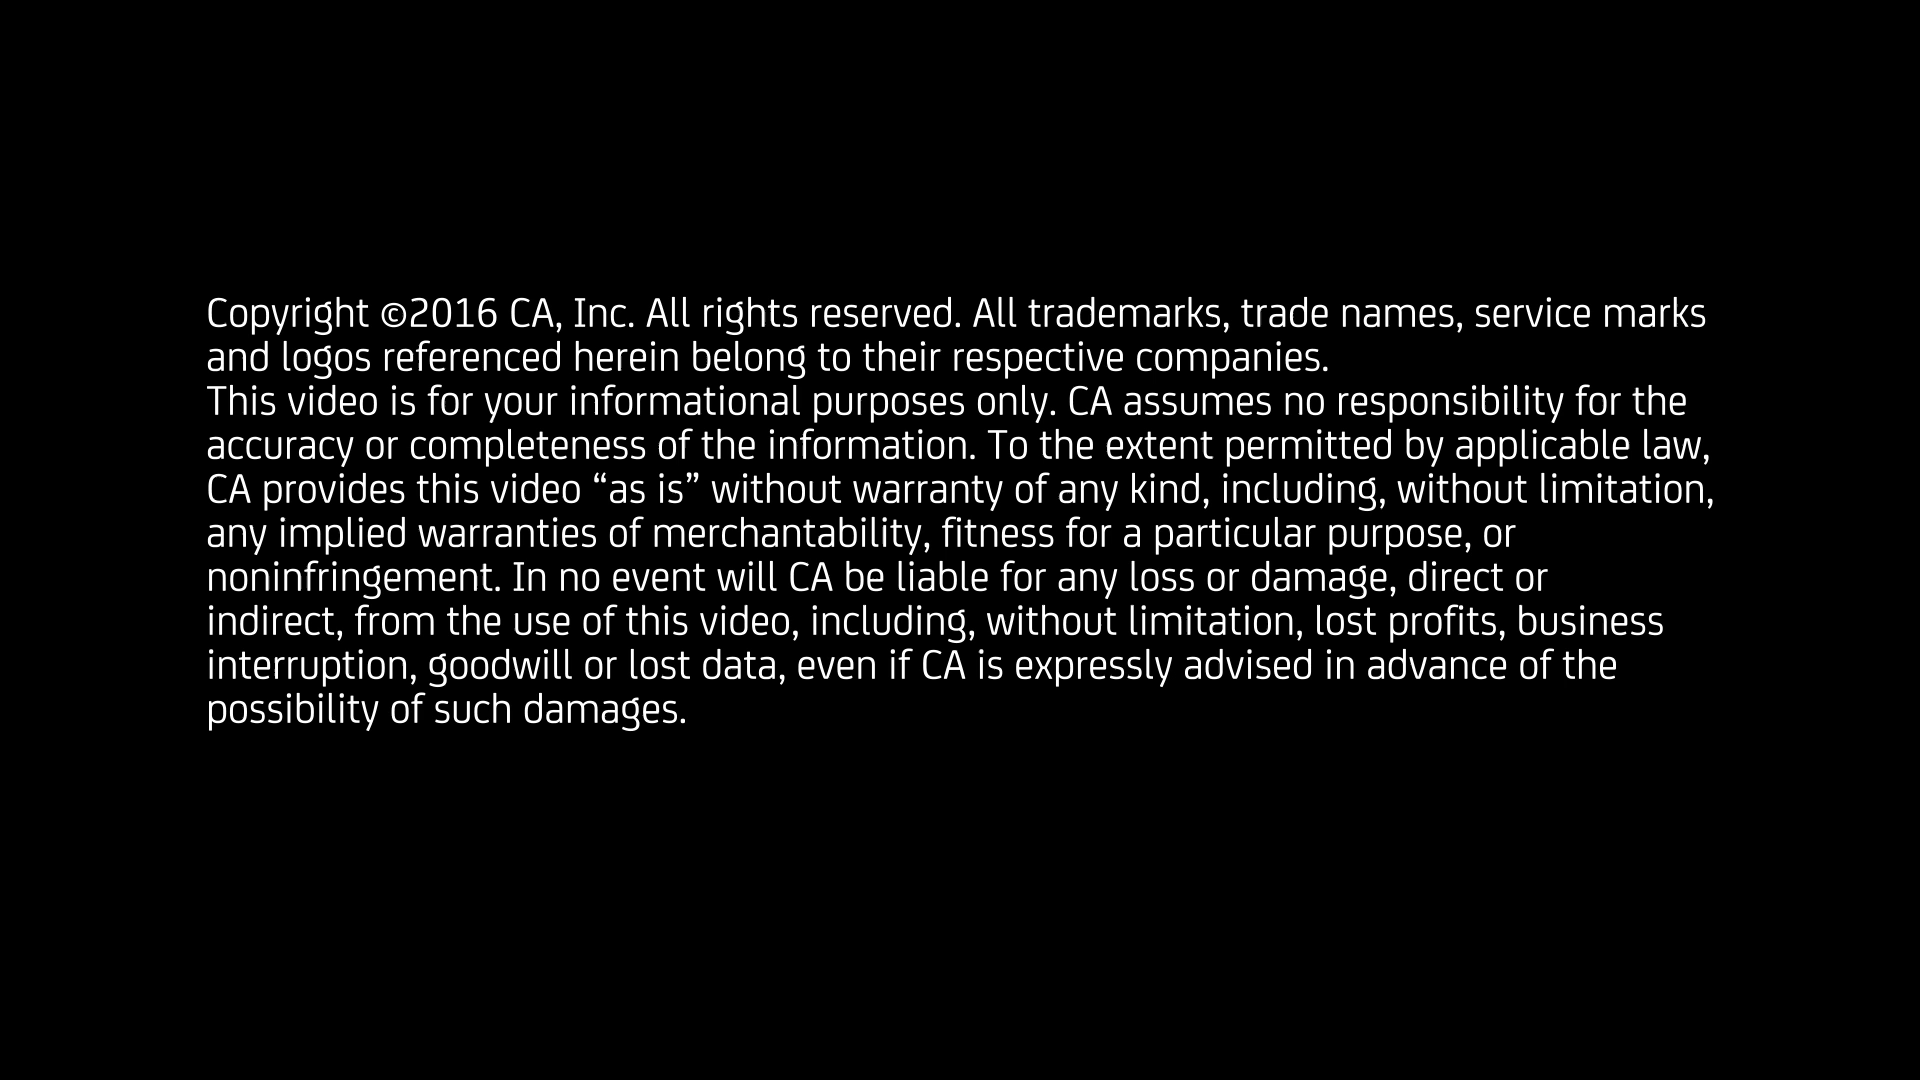 Copyright ©2016 CA, Inc. All rights reserved. All trademarks, trade names, service marks
and logos referenced herein belong to their respective companies.
This video is for your informational purposes only. CA assumes no responsibility for the
accuracy or completeness of the information. To the extent permitted by applicable law,
CA provides this video “as is” without warranty of any kind, including, without limitation,
any implied warranties of merchantability, fitness for a particular purpose, or
noninfringement. In no event will CA be liable for any loss or damage, direct or
indirect, from the use of this video, including, without limitation, lost profits, business
interruption, goodwill or lost data, even if CA is expressly advised in advance of the
possibility of such damages.